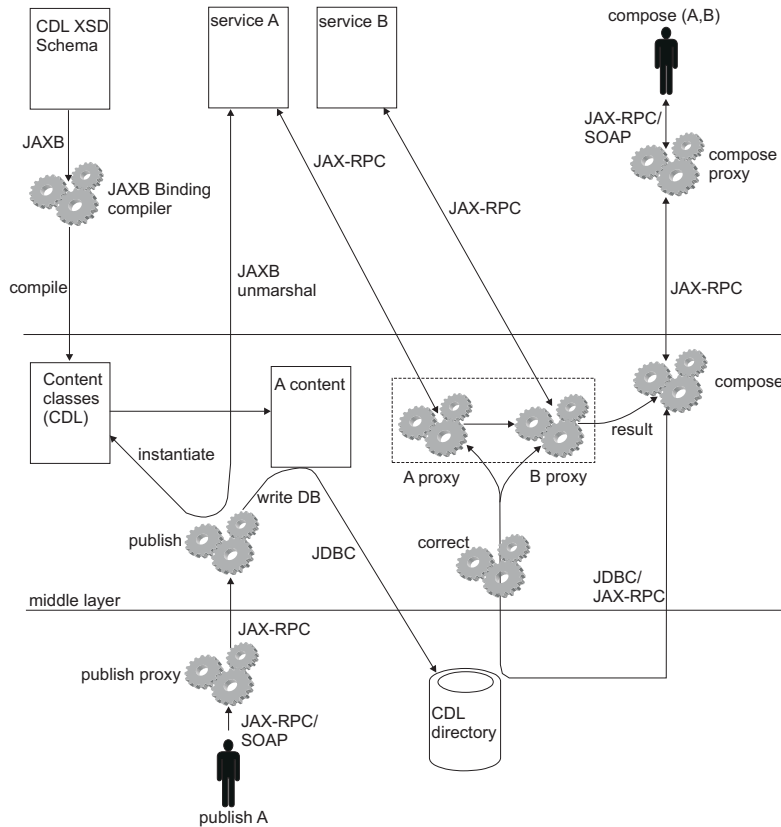 CDL XSD
Schema
service A
service B
compose (A,B)
JAXB
JAX-RPC
JAX-RPC/
SOAP
compose
proxy
JAXB Binding
compiler
JAX-RPC
compile
JAXB
unmarshal
JAX-RPC
Content
classes
(CDL)
A content
compose
instantiate
result
A proxy
B proxy
write DB
publish
JDBC
correct
JDBC/
JAX-RPC
middle layer
JAX-RPC
publish proxy
JAX-RPC/
SOAP
CDL
directory
publish A